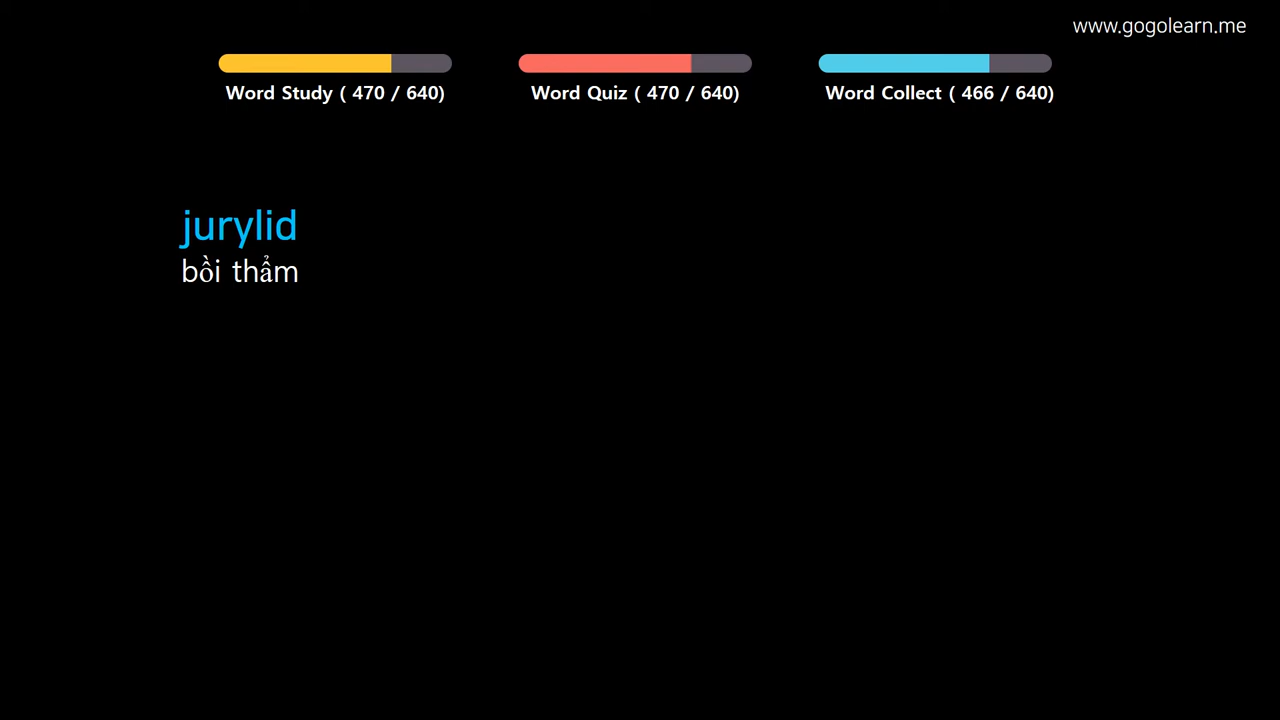 www.gogolearn.me
Word Study ( 470 / 640)
Word Quiz ( 470 / 640)
Word Collect ( 466 / 640)
jurylid
bồi thẩm